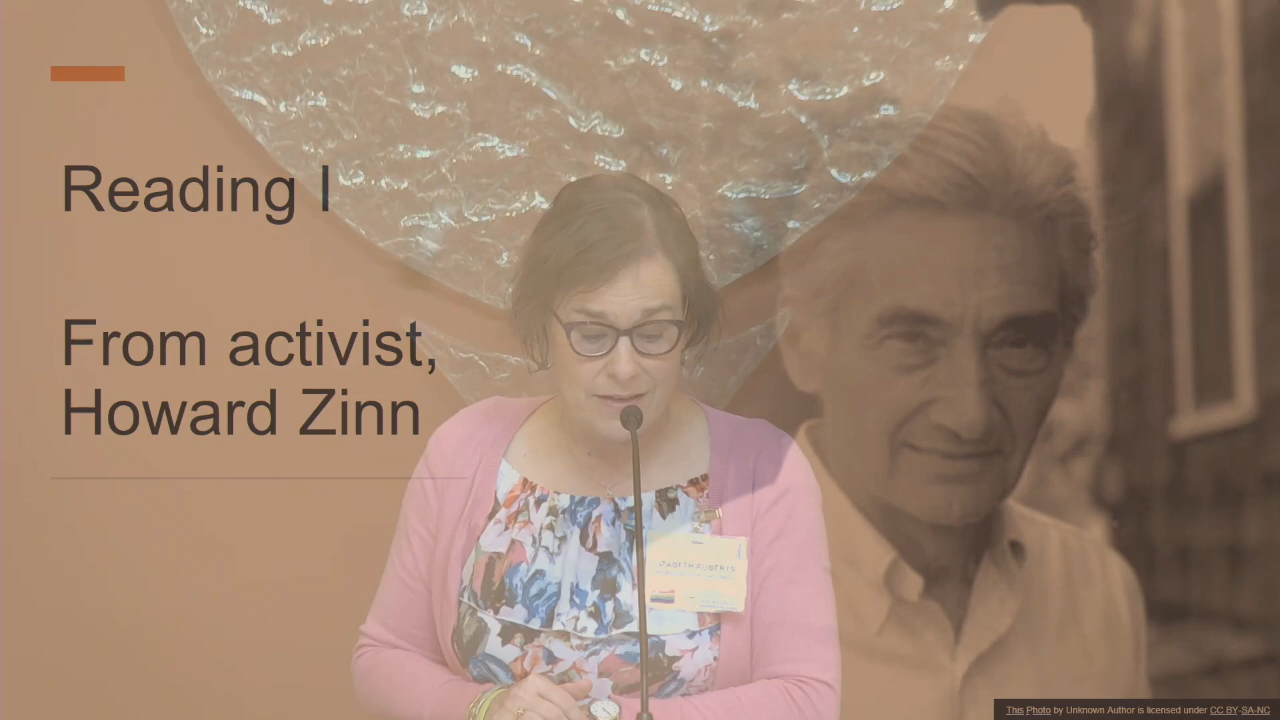 Reading I
From activist,
Howard Zinn
This Photo by Unknown Author is licensed under CC BY-SA-NC